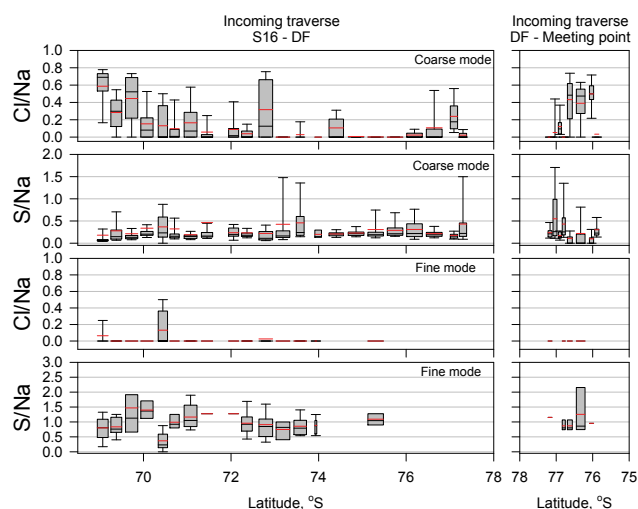 Incoming traverse
S16 - DF
Incoming traverse
DF - Meeting point
Cl/Na
1.0
0.8
0.6
0.4
0.2
0.0
Coarse mode
S/Na
2.0
1.5
1.0
0.5
0.0
Coarse mode
Cl/Na
1.0
0.8
0.6
0.4
0.2
0.0
Fine mode
S/Na
3.0
2.5
2.0
1.5
1.0
0.5
0.0
Fine mode
70 72 74 76 78
78 77 76 75
Latitude, °S
Latitude, °S